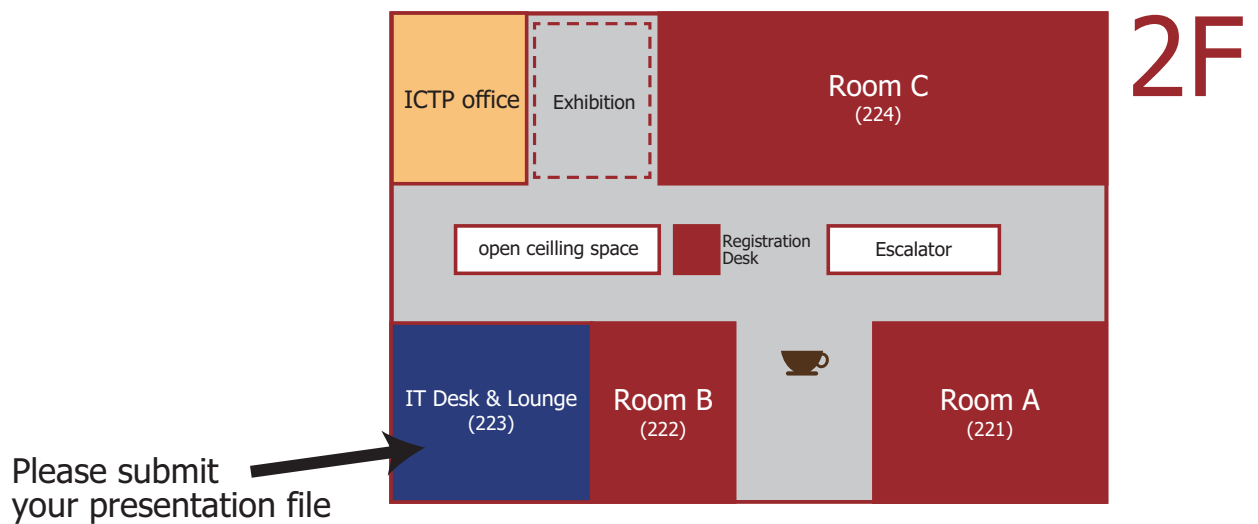 2F
ICTP office
Exhibition
Room C
(224)
open ceilling space
Registration
Desk
Escalator
IT Desk & Lounge
(223)
Room B
(222)
Room A
(221)
Please submit
your presentation file